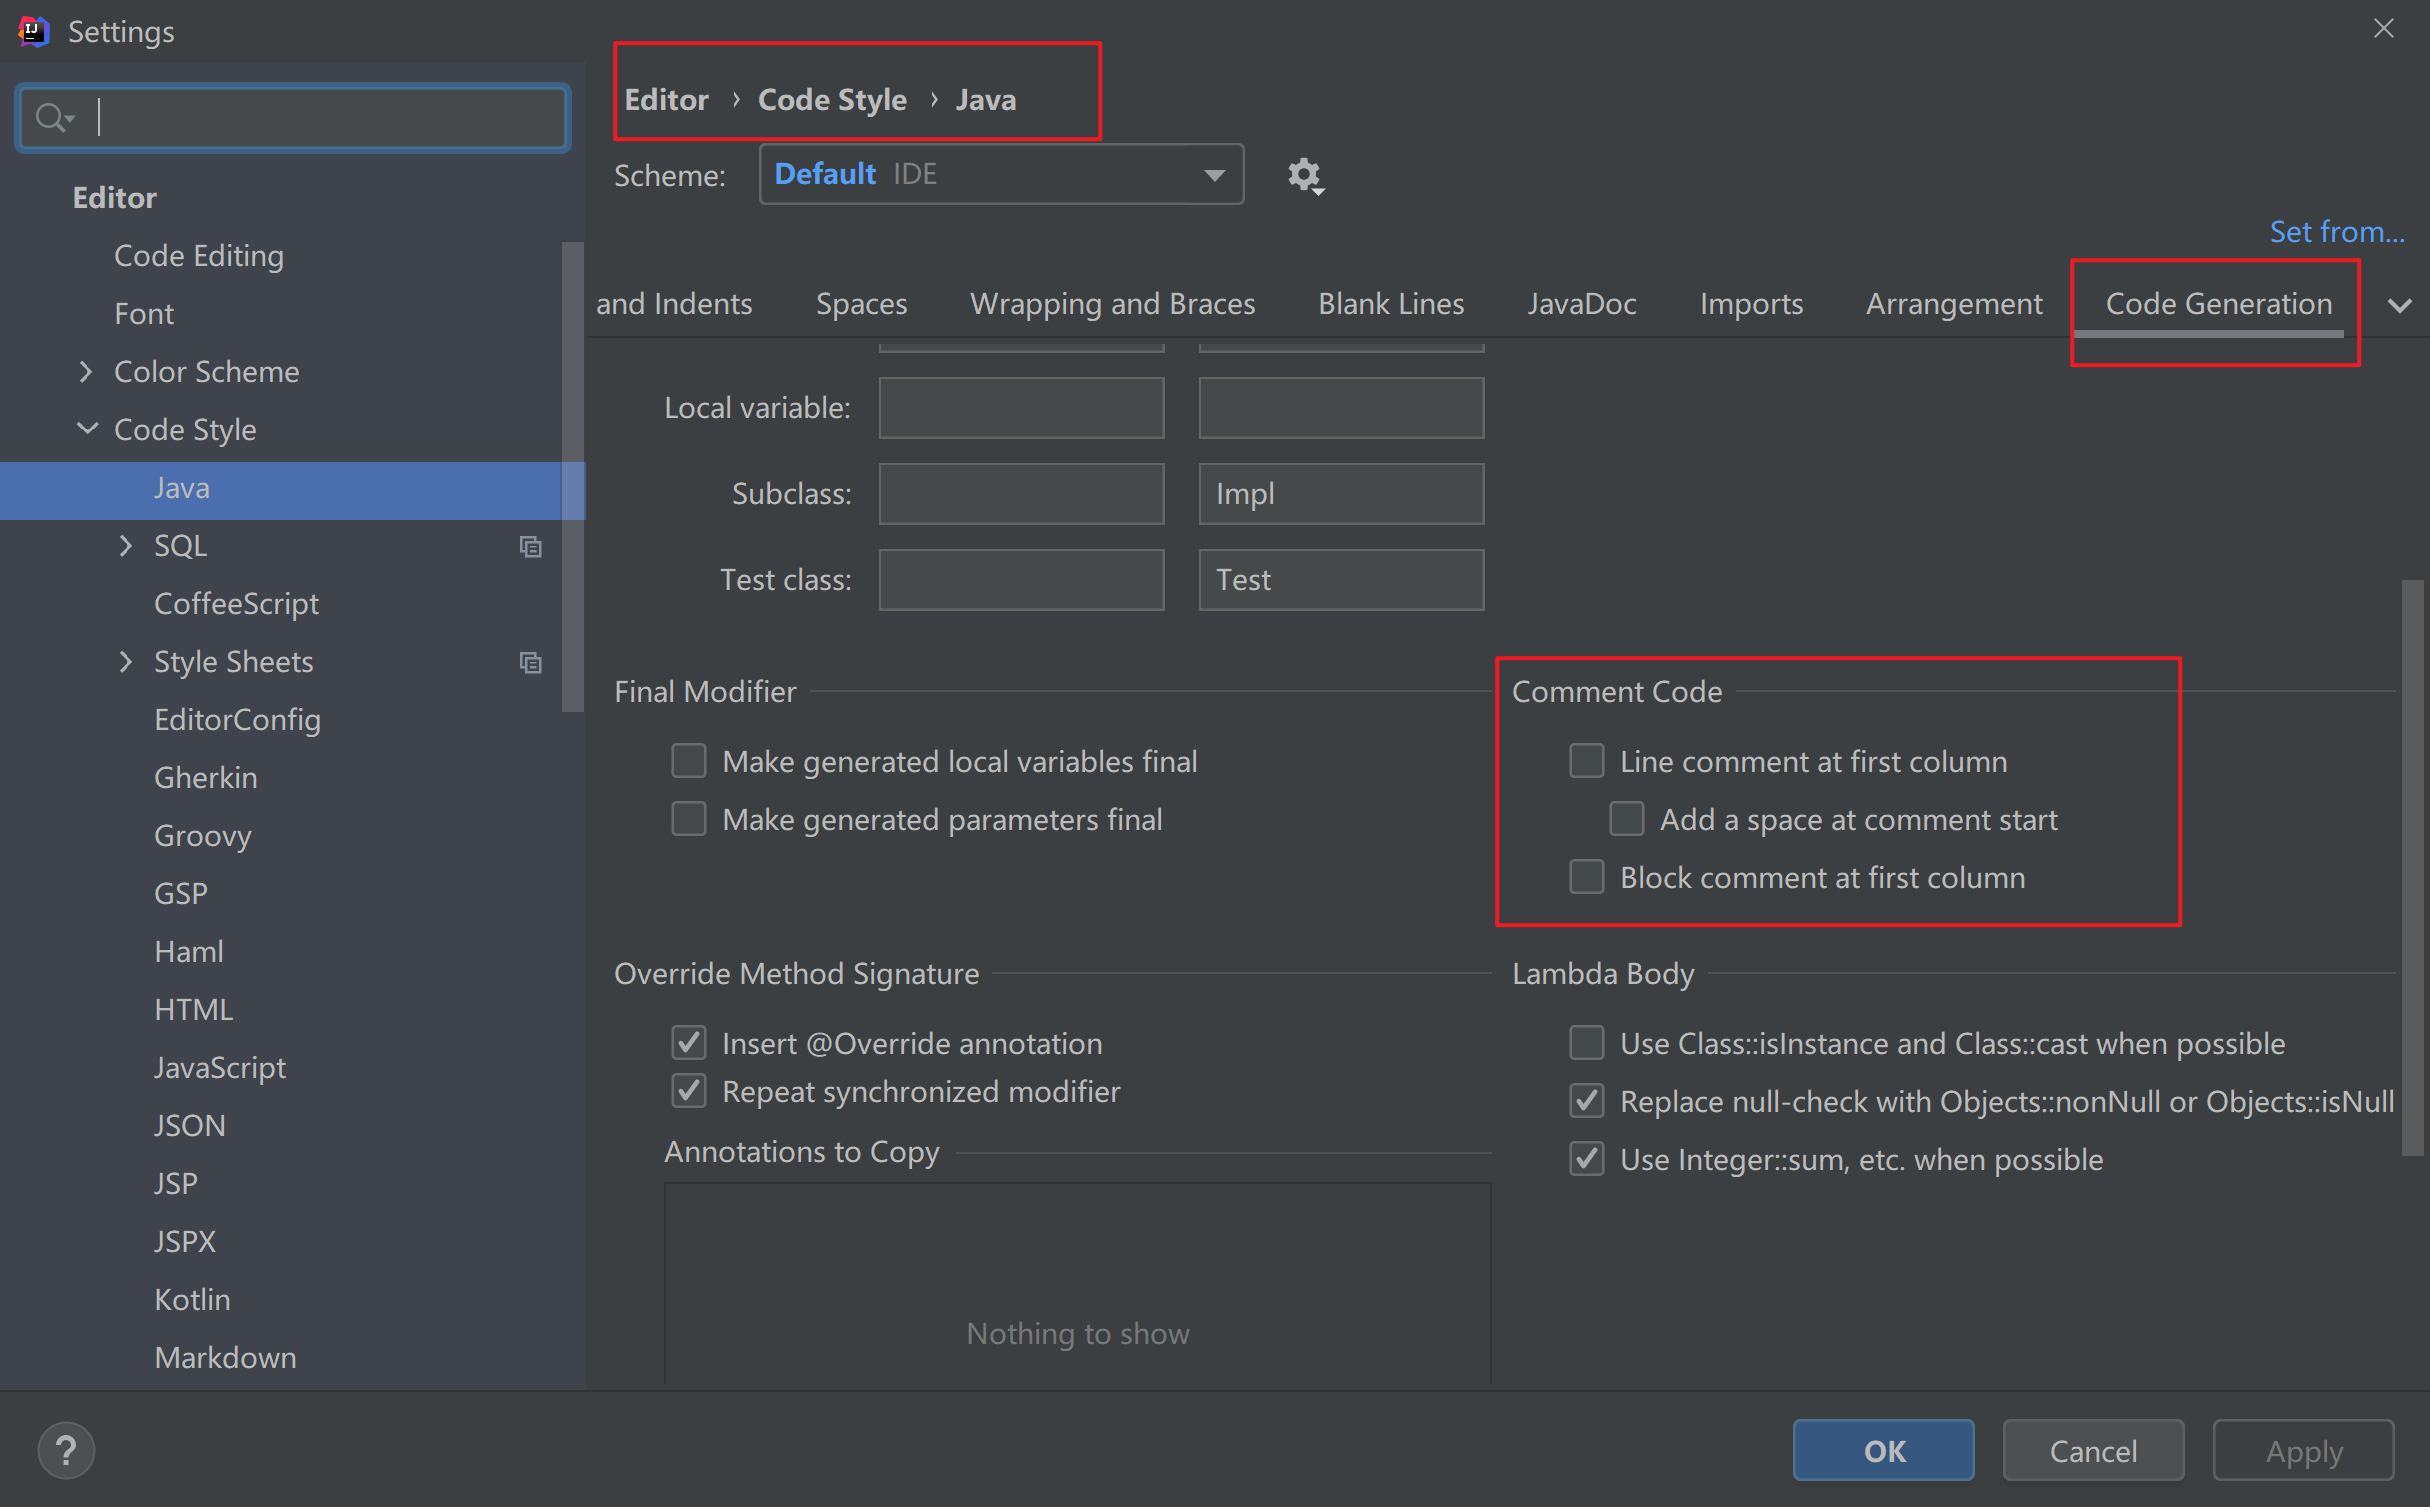 Settings
Editor
Code Editing
Font
Color Scheme
Code Style
Java
SQL
CoffeeScript
Style Sheets
EditorConfig
Gherkin
Groovy
GSP
Haml
HTML
JavaScript
JSON
JSP
JSPX
Kotlin
Markdown
Editor › Code Style › Java
Scheme: Default IDE
Set from...
and Indents Spaces Wrapping and Braces Blank Lines JavaDoc Imports Arrangement Code Generation
Local variable:
Subclass: Impl
Test class: Test
Final Modifier
Make generated local variables final
Make generated parameters final
Comment Code
Line comment at first column
Add a space at comment start
Block comment at first column
Override Method Signature
Insert @Override annotation
Repeat synchronized modifier
Annotations to Copy
Nothing to show
Lambda Body
Use Class::isInstance and Class::cast when possible
Replace null-check with Objects::nonNull or Objects::isNull
Use Integer::sum, etc. when possible
?
OK Cancel Apply